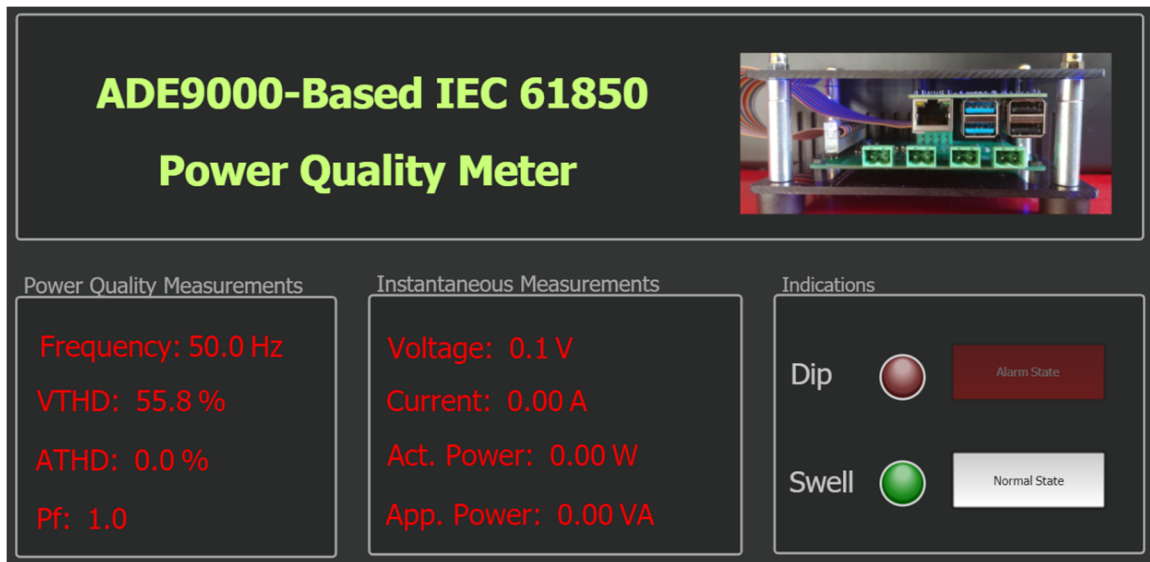 ADE9000-Based IEC 61850
Power Quality Meter
Power Quality Measurements
Frequency: 50.0 Hz
VTHD: 55.8 %
ATHD: 0.0 %
Pf: 1.0
Instantaneous Measurements
Voltage: 0.1 V
Current: 0.00 A
Act. Power: 0.00 W
App. Power: 0.00 VA
Indications
Dip
Alarm State
Swell
Normal State